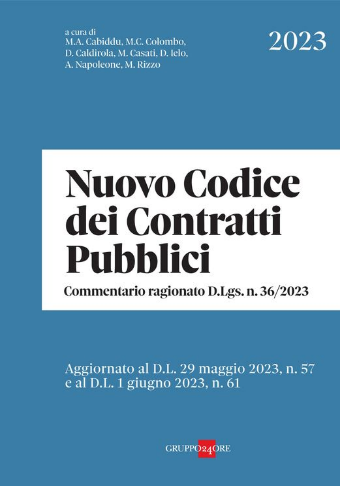 a cura di
M.A. Cabiddu, M.C. Colombo,
D. Caldirola, M. Casati, D. Ielo,
A. Napoleone, M. Rizzo
2023
Nuovo Codice
dei Contratti
Pubblici
Commentario ragionato D.Lgs. n. 36/2023
Aggiornato al D.L. 29 maggio 2023, n. 57
e al D.L. 1 giugno 2023, n. 61
GRUPPO24ORE